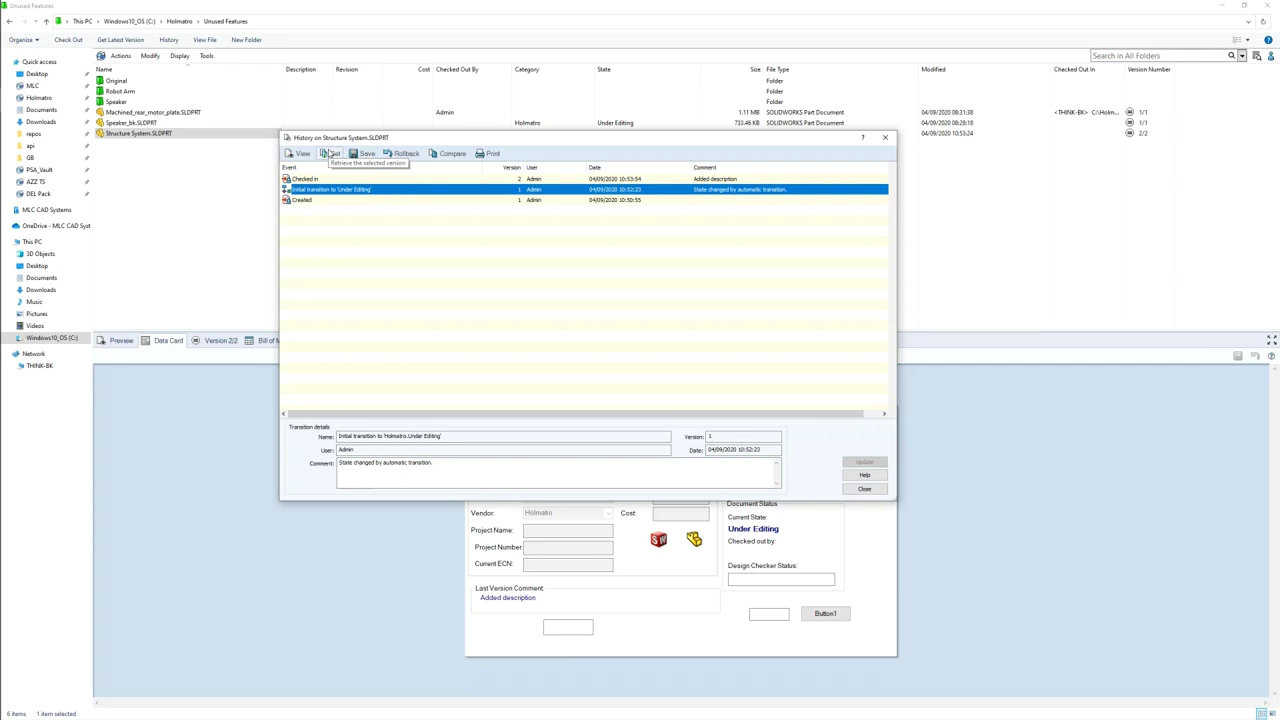 Unused Features
This PC > Windows10_OS (C:) > Holmatro > Unused Features
Organize Check Out Get Latest Version History View File New Folder
Quick access
Desktop
MLC
Holmatro
Documents
Downloads
repos
api
GB
PSA_Vault
AZZ TS
DEL Pack
MLC CAD Systems
OneDrive - MLC CAD Syst
This PC
3D Objects
Desktop
Documents
Downloads
Music
Pictures
Videos
Windows10_OS (C:)
Network
THINK-BK
Actions Modify Display Tools
Search in All Folders
Name Description Revision Cost Checked Out By Category State Size File Type Modified Checked Out In Version Number
Original Folder
Robot Arm Folder
Speaker Folder
Machined_rear_motor_plate.SLDPRT Admin 1.11 MB SOLIDWORKS Part Document 04/09/2020 08:31:38 <THINK-BK> C:\Holm... 1/1
Speaker_bk.SLDPRT Holmatro Under Editing 733.46 KB SOLIDWORKS Part Document 04/09/2020 08:28:18 1/1
Structure System.SLDPRT OLIDWORKS Part Document 04/09/2020 10:53:24 2/2
History on Structure System.SLDPRT
View Get Save Rollback Compare Print
Retrieve the selected version
Event Version User Date Comment
Checked in 2 Admin 04/09/2020 10:53:54 Added description
Initial transition to 'Under Editing' 1 Admin 04/09/2020 10:52:23 State changed by automatic transition.
Created 1 Admin 04/09/2020 10:50:55
Transition details
Name: Initial transition to 'Holmatro.Under Editing' Version: 1
User: Admin Date: 04/09/2020 10:52:23
Comment: State changed by automatic transition.
Update
Help
Close
Preview Data Card Version 2/2 Bill of M
Vendor: Holmatro Cost:
Project Name:
Project Number:
Current ECN:
Last Version Comment:
Added description
Document Status
Current State:
Under Editing
Checked out by:
Design Checker Status:
Button1
6 items 1 item selected